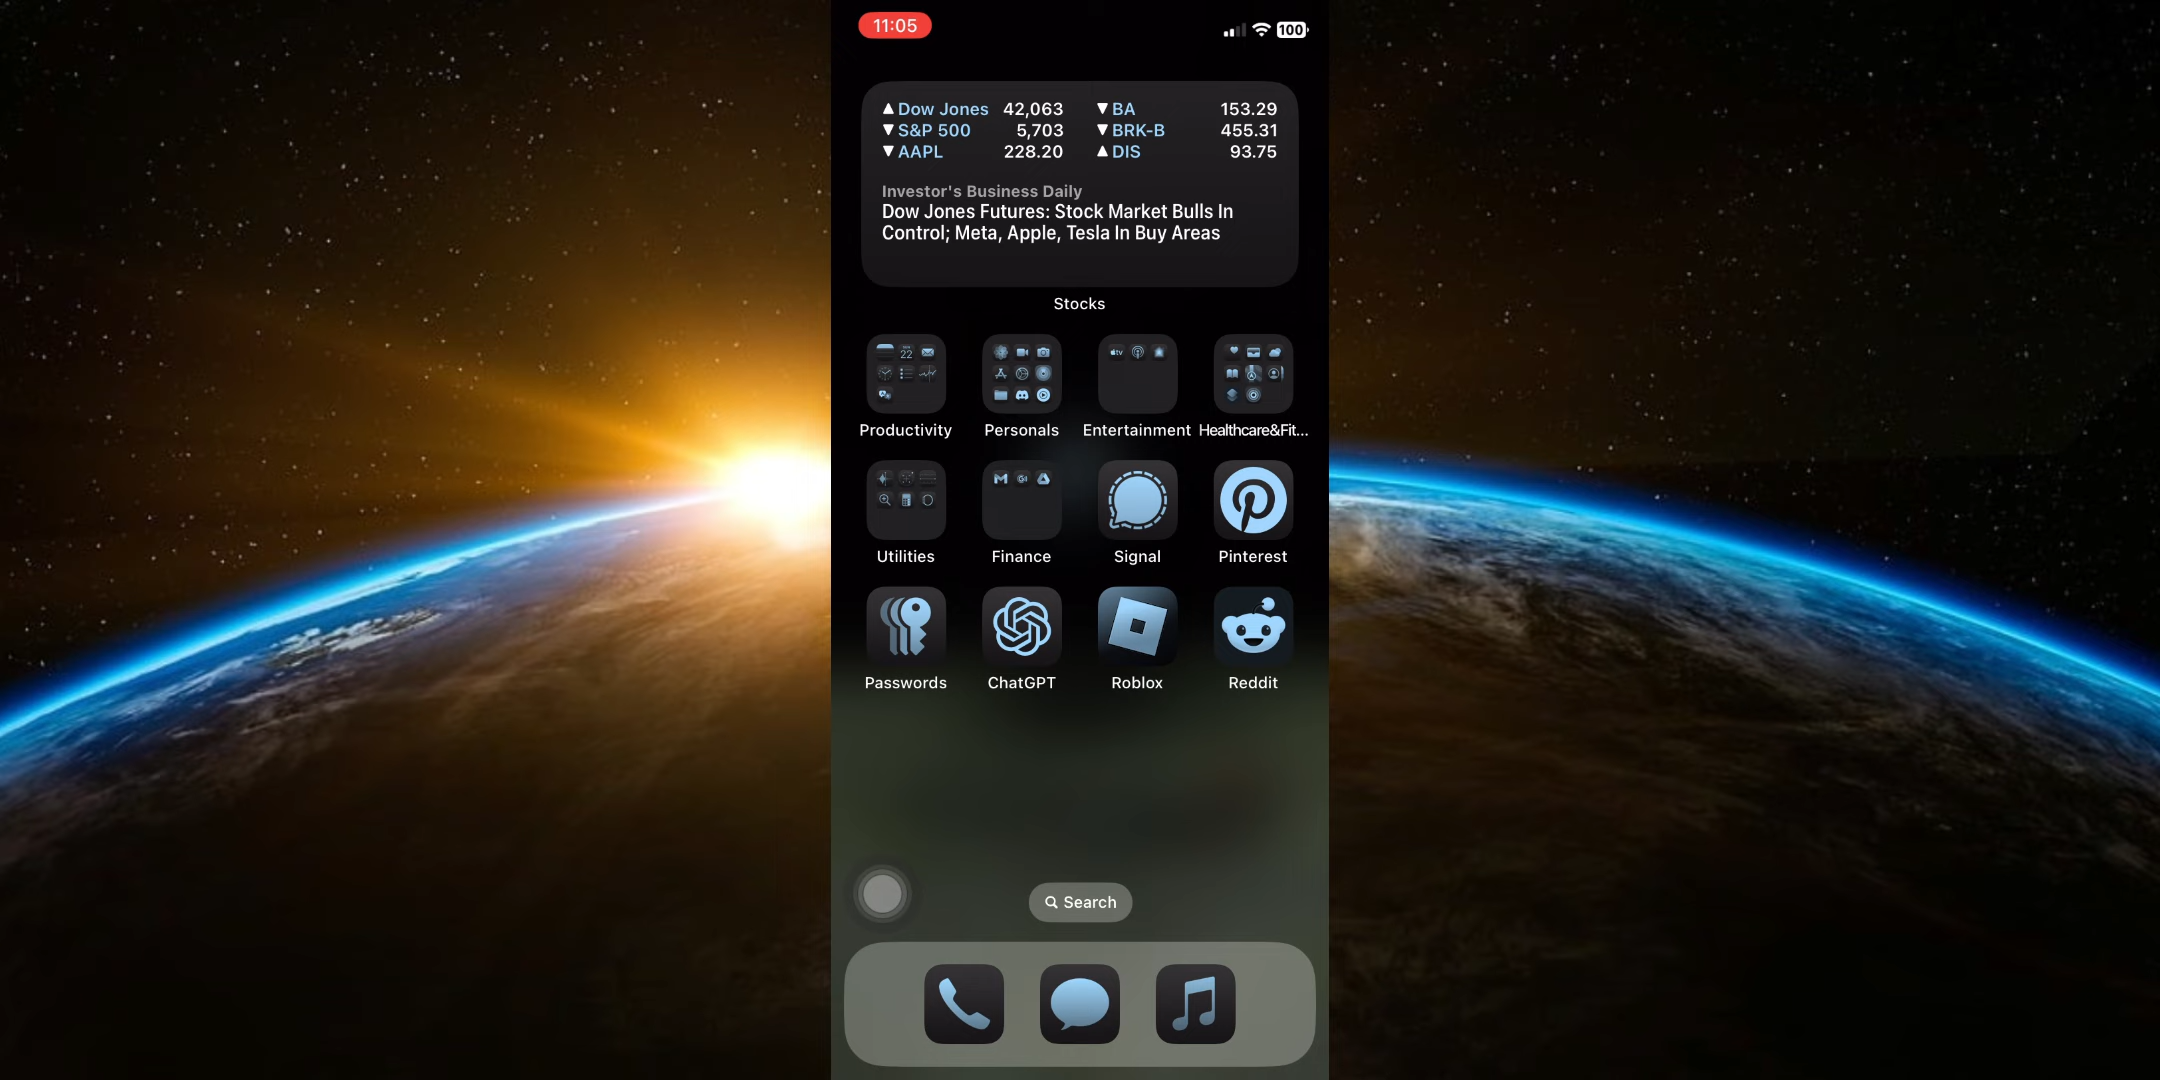 11:05
100
Dow Jones 42,063 BA 153.29
S&P 500 5,703 BRK-B 455.31
AAPL 228.20 DIS 93.75
Investor's Business Daily
Dow Jones Futures: Stock Market Bulls In
Control; Meta, Apple, Tesla In Buy Areas
Stocks
22
tv
Productivity Personals Entertainment Healthcare&Fit...
Utilities Finance Signal Pinterest
Passwords ChatGPT Roblox Reddit
Search